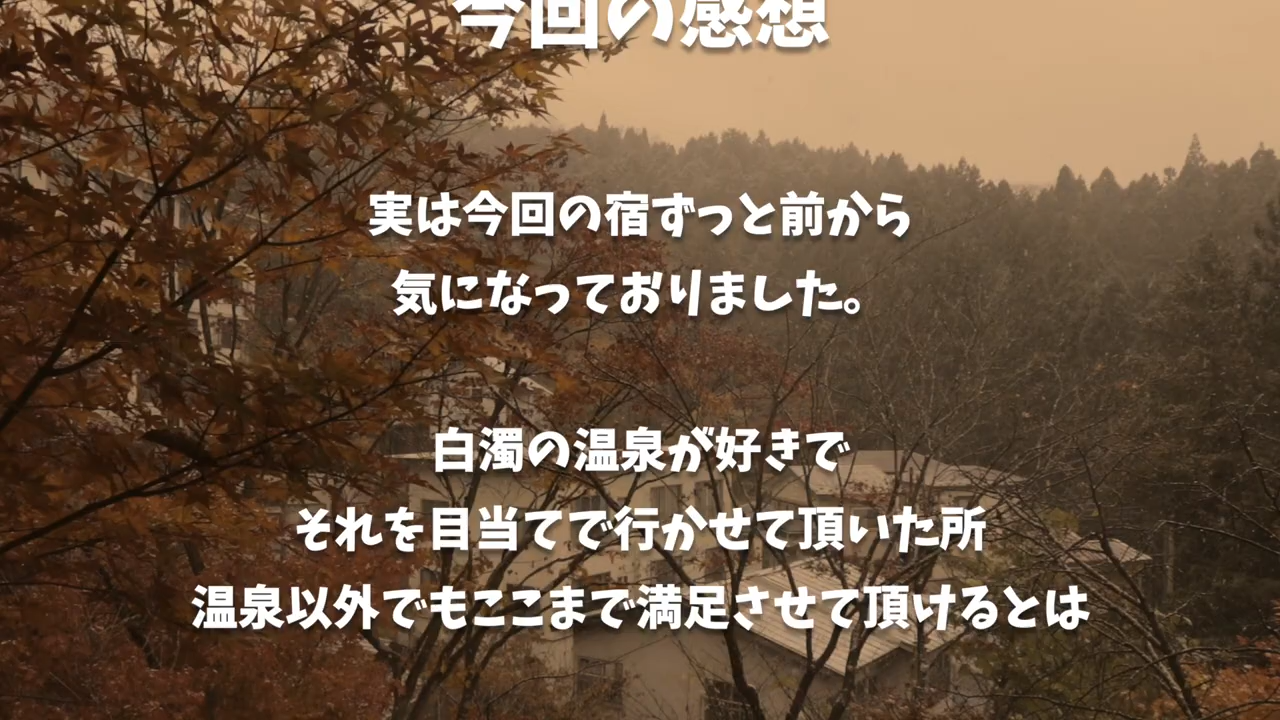 今回の感想
実は今回の宿ずっと前から
気になっておりました。
白濁の温泉が好きで
それを目当てで行かせて頂いた所
温泉以外でもここまで満足させて頂けるとは